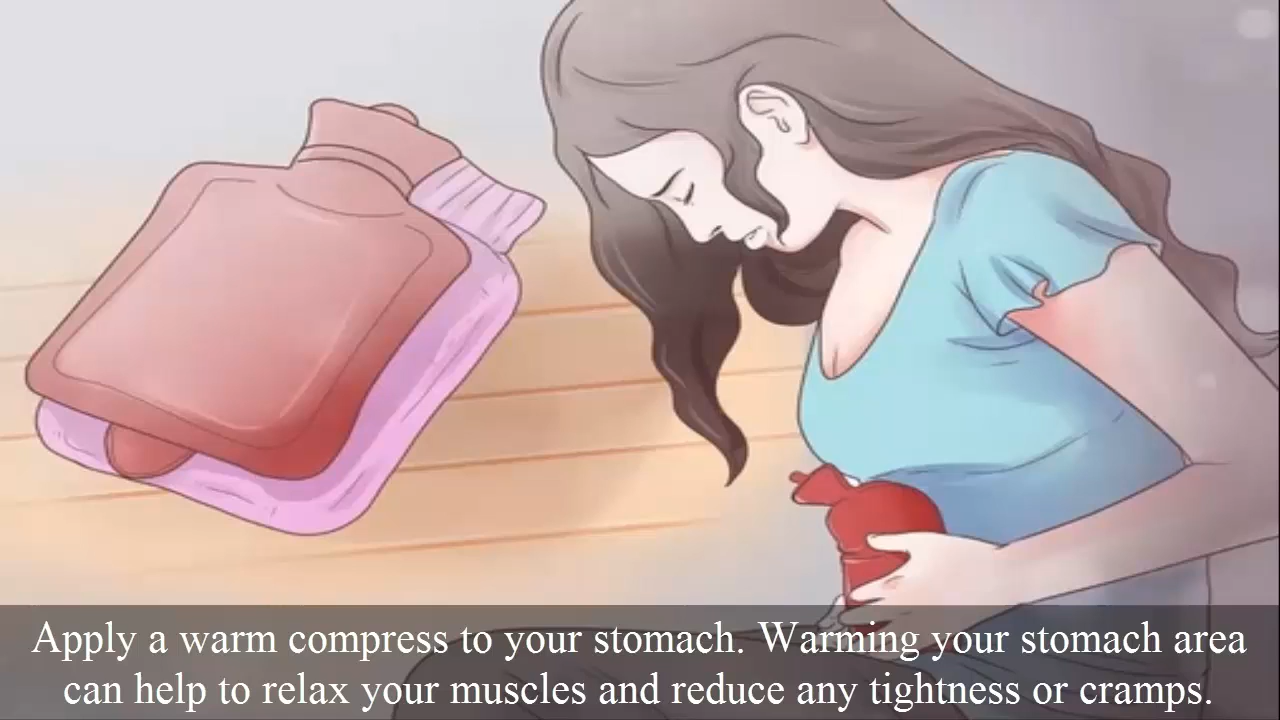 Apply a warm compress to your stomach. Warming your stomach area
can help to relax your muscles and reduce any tightness or cramps.